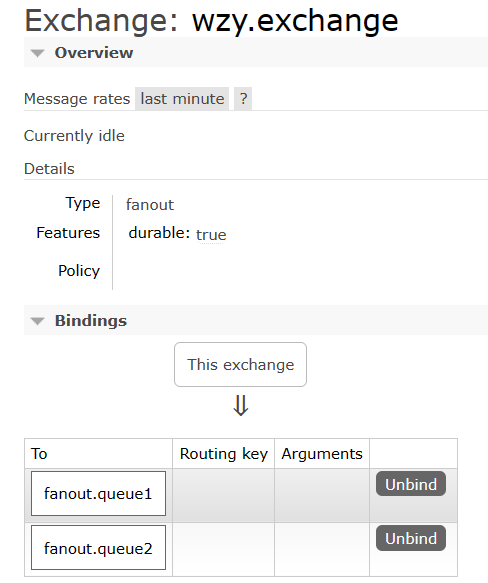 Exchange: wzy.exchange
Overview
Message rates last minute ?
Currently idle
Details
Type fanout
Features durable: true
Policy
Bindings
This exchange
⇓
To Routing key Arguments
fanout.queue1 Unbind
fanout.queue2 Unbind